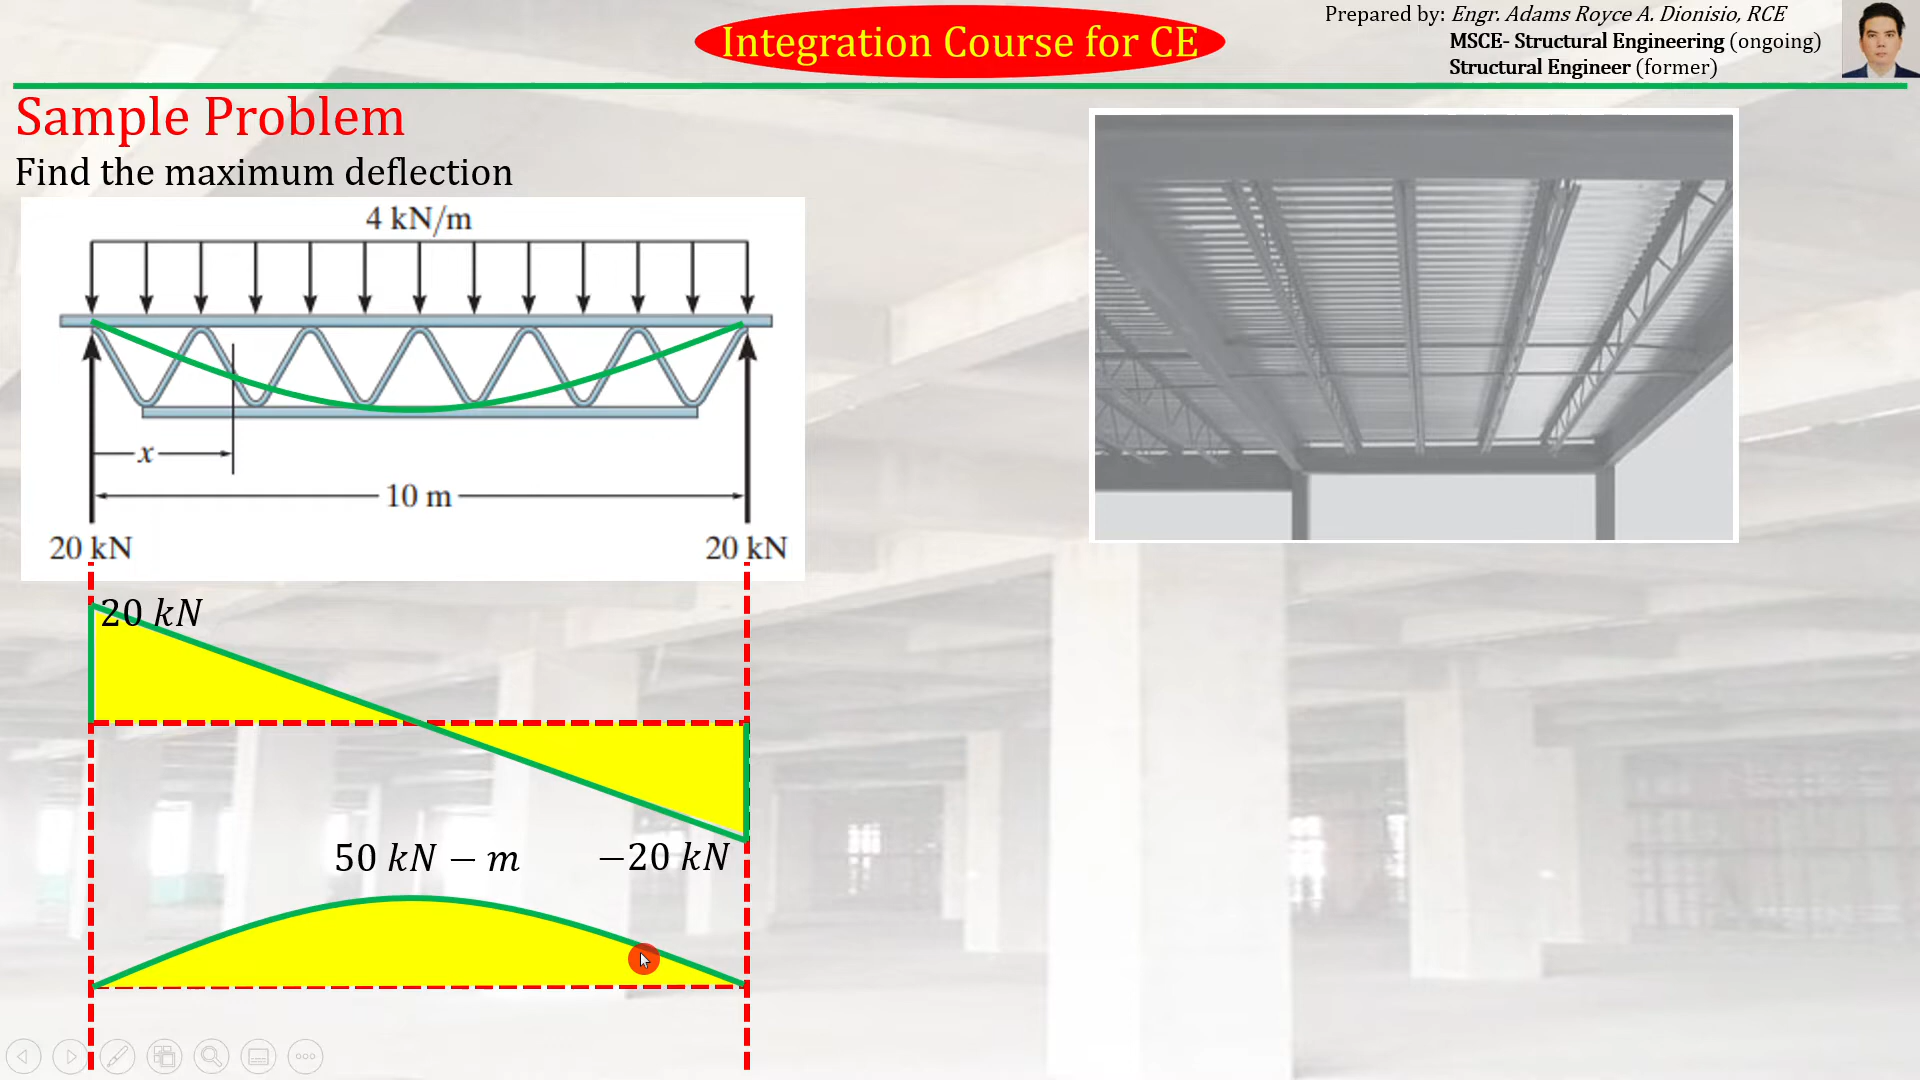 Integration Course for CE
Prepared by: Engr. Adams Royce A. Dionisio, RCE
MSCE- Structural Engineering (ongoing)
Structural Engineer (former)
Sample Problem
Find the maximum deflection
4 kN/m
x
10 m
20 kN
20 kN
20 kN
50 kN − m
−20 kN